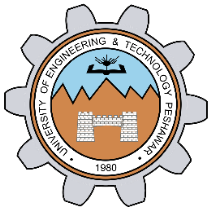 UNIVERSITY OF ENGINEERING & TECHNOLOGY PESHAWAR
1980